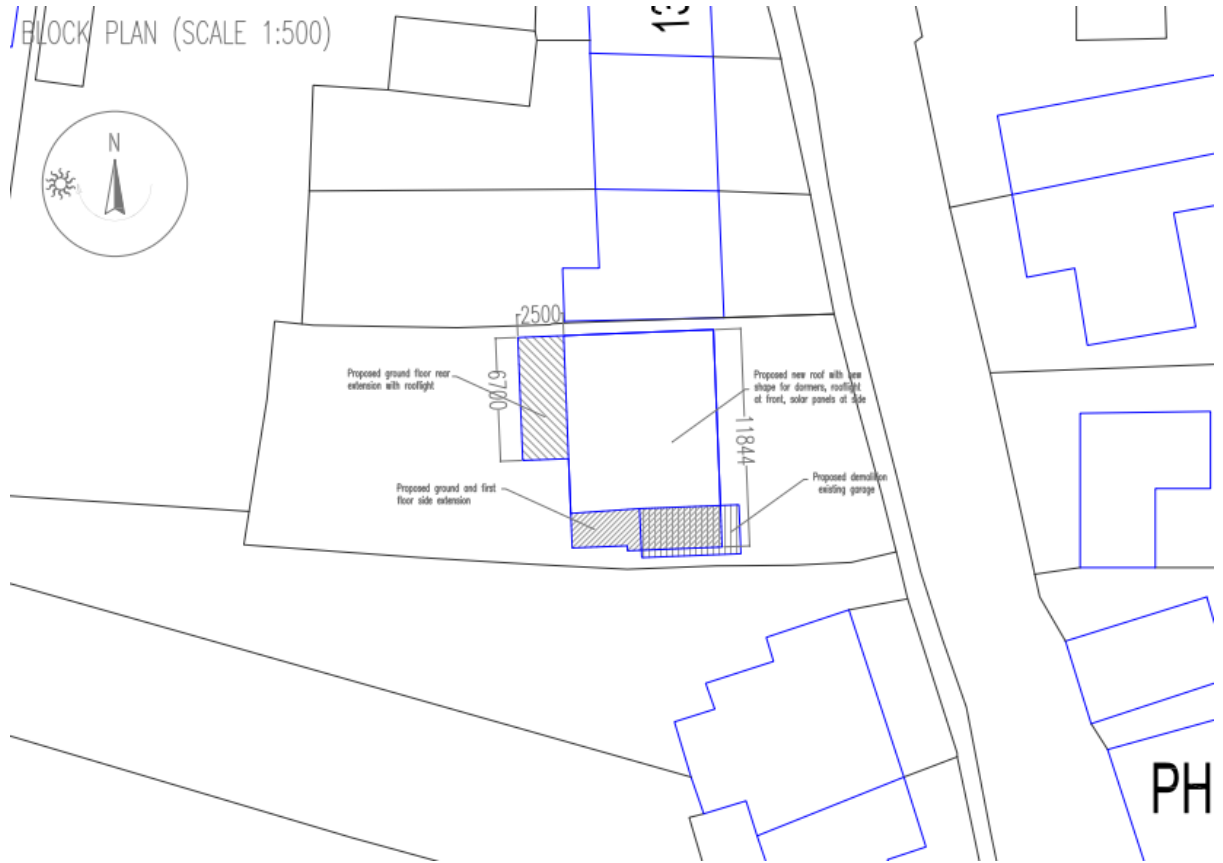 BLOCK PLAN (SCALE 1:500)
13
N
2500
6700
Proposed ground floor rear
extension with rooflight
Proposed new roof with new
shape for dormers, rooflight
at front, solar panels at side
11844
Proposed ground and first
floor side extension
Proposed demolition
existing garage
PH